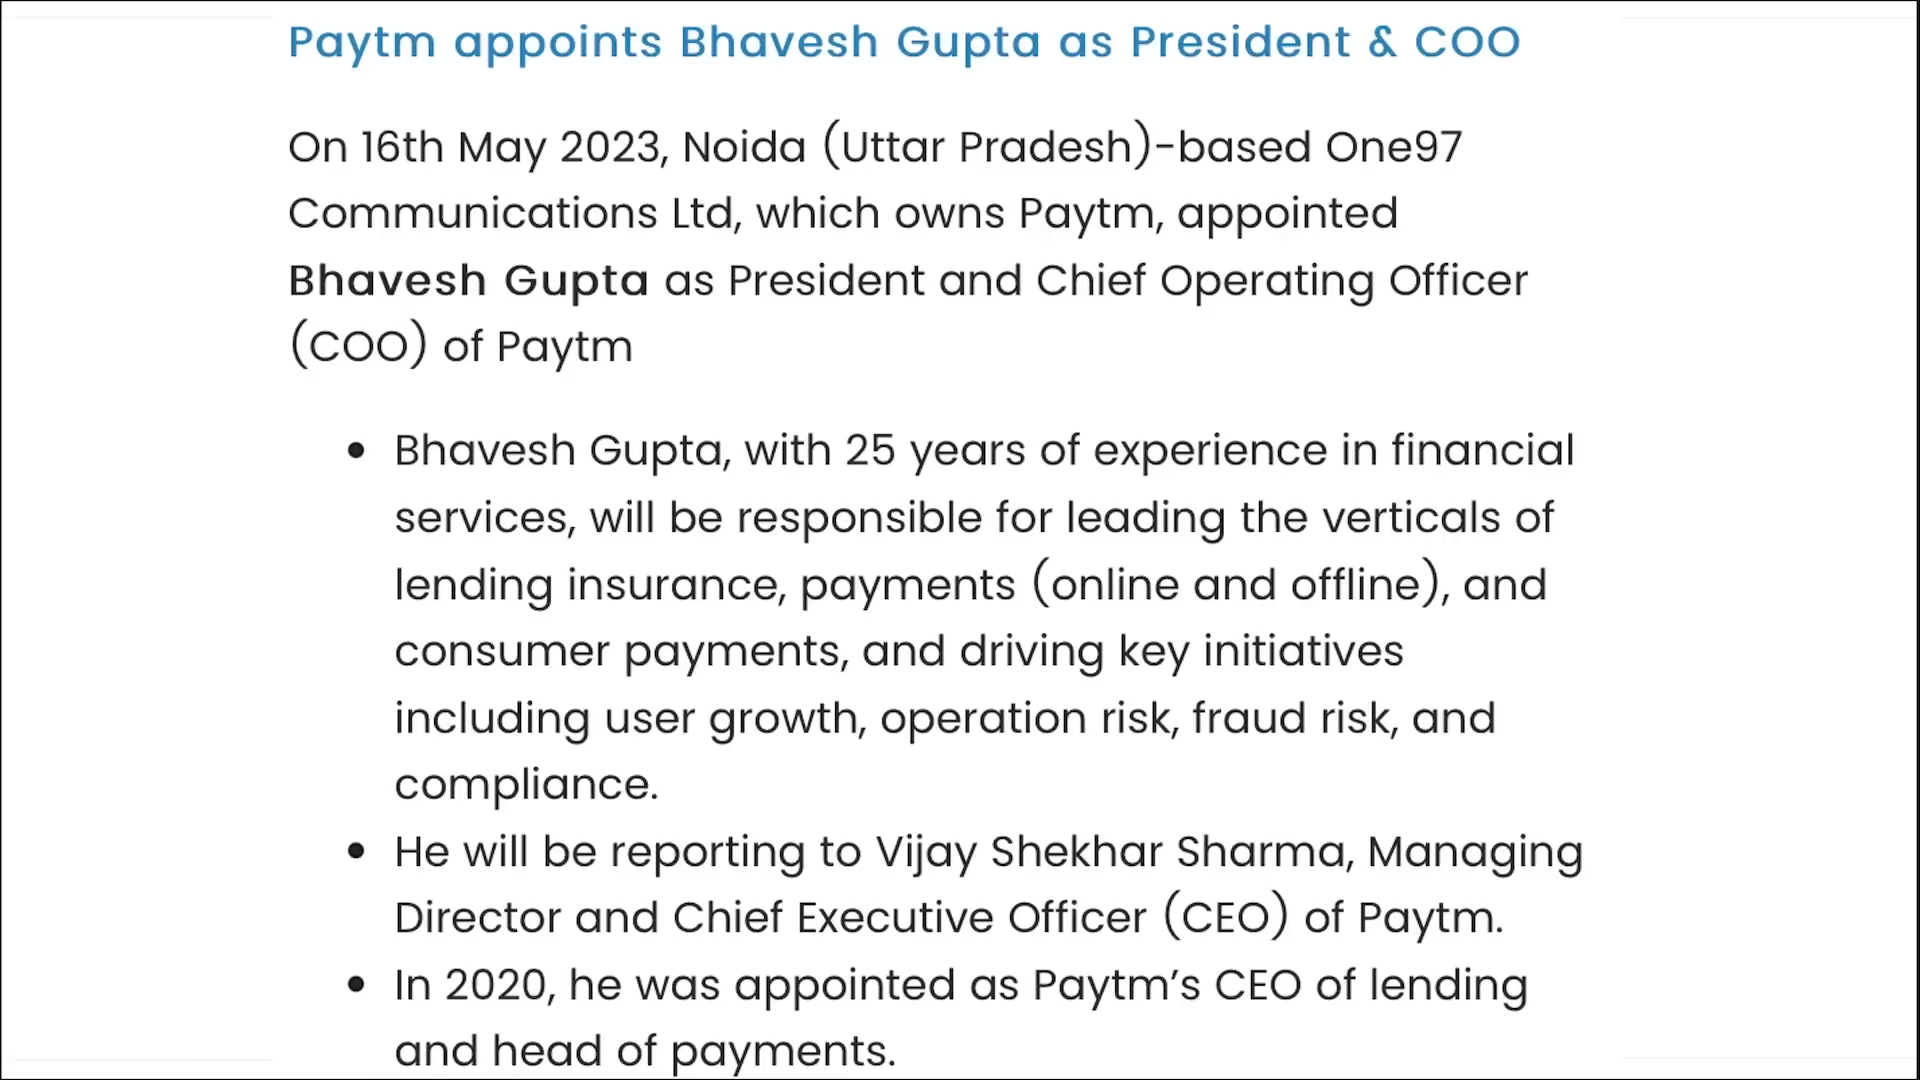 Paytm appoints Bhavesh Gupta as President & COO
On 16th May 2023, Noida (Uttar Pradesh)-based One97
Communications Ltd, which owns Paytm, appointed
Bhavesh Gupta as President and Chief Operating Officer
(COO) of Paytm
• Bhavesh Gupta, with 25 years of experience in financial
services, will be responsible for leading the verticals of
lending insurance, payments (online and offline), and
consumer payments, and driving key initiatives
including user growth, operation risk, fraud risk, and
compliance.
• He will be reporting to Vijay Shekhar Sharma, Managing
Director and Chief Executive Officer (CEO) of Paytm.
• In 2020, he was appointed as Paytm’s CEO of lending
and head of payments.